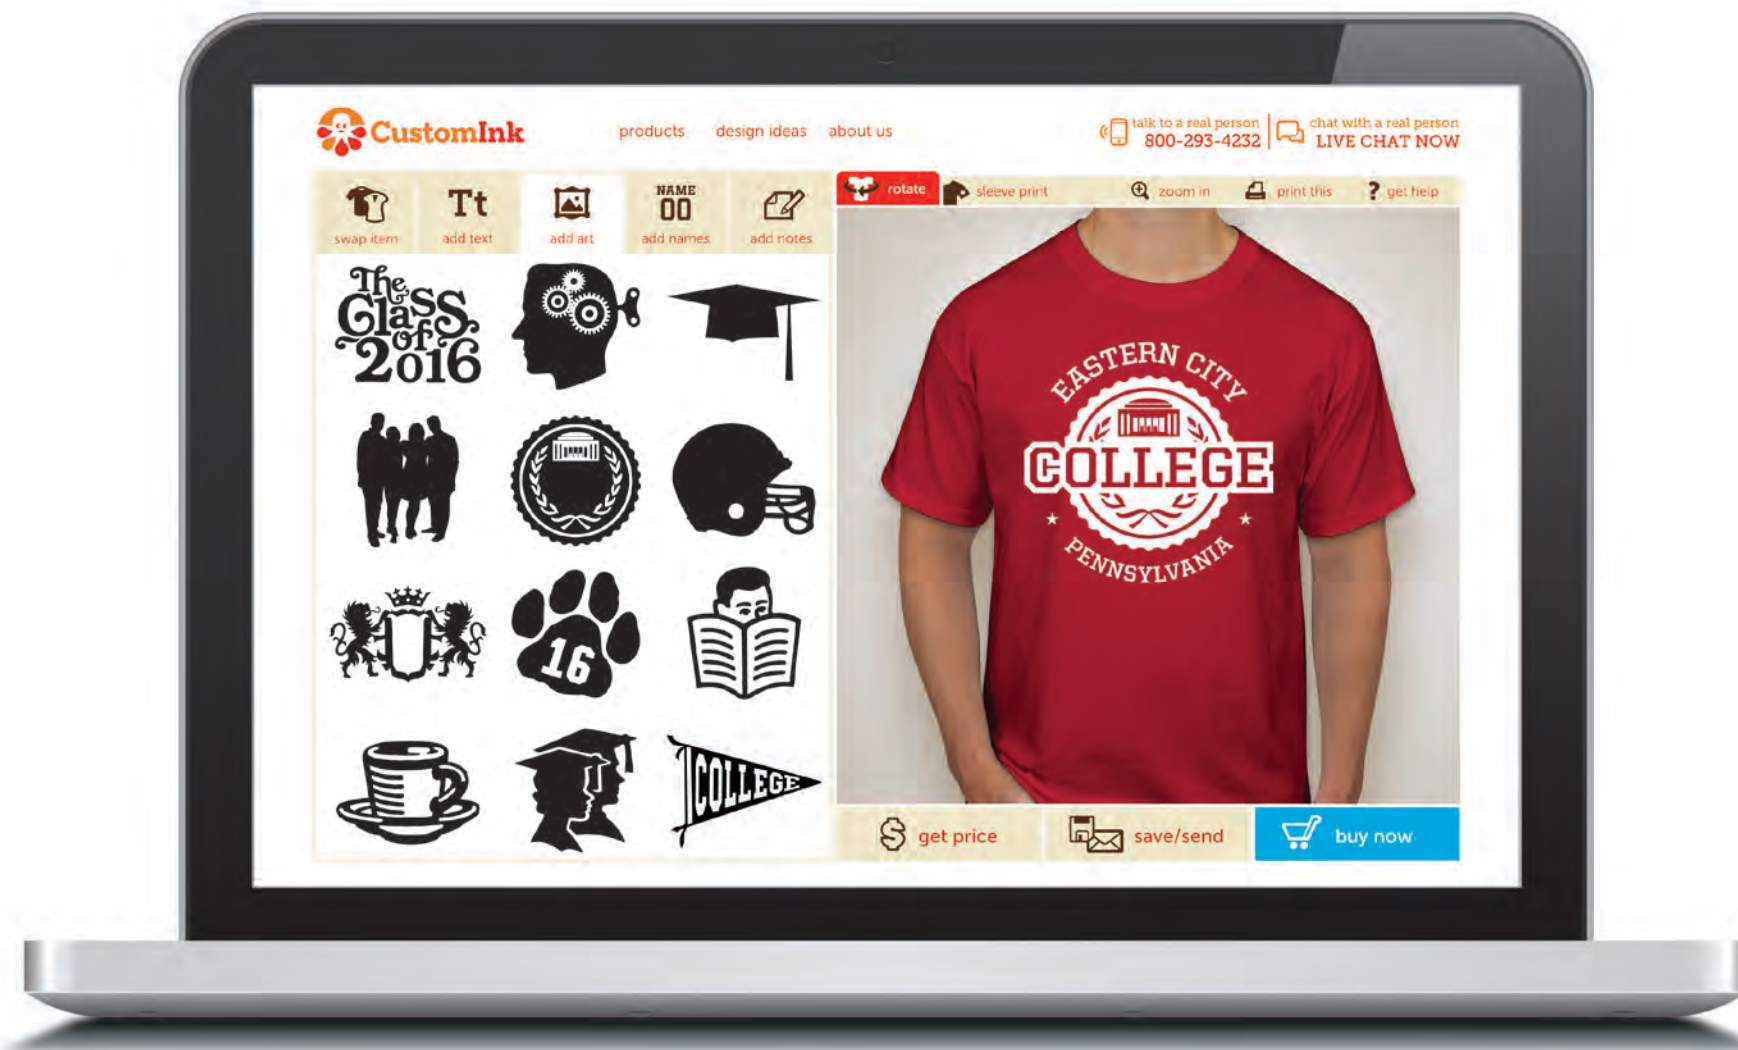 CustomInk
products design ideas about us
talk to a real person
800-293-4232
chat with a real person
LIVE CHAT NOW
Tt
NAME
00
swap item
add text
add art
add names
add notes
rotate
sleeve print
zoom in
print this
? get help
The
Class
of
2016
16
COLLEGE
EASTERN CITY
COLLEGE
PENNSYLVANIA
$ get price
save/send
buy now